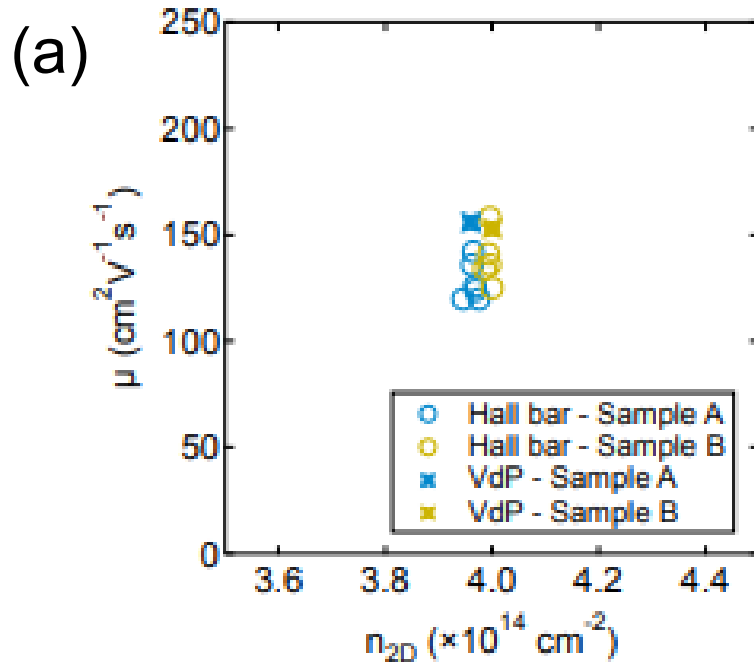 (a)
250
200
150
100
50
0
μ (cm²V⁻¹s⁻¹)
Hall bar - Sample A
Hall bar - Sample B
VdP - Sample A
VdP - Sample B
3.6 3.8 4.0 4.2 4.4
n₂D (×10¹⁴ cm⁻²)